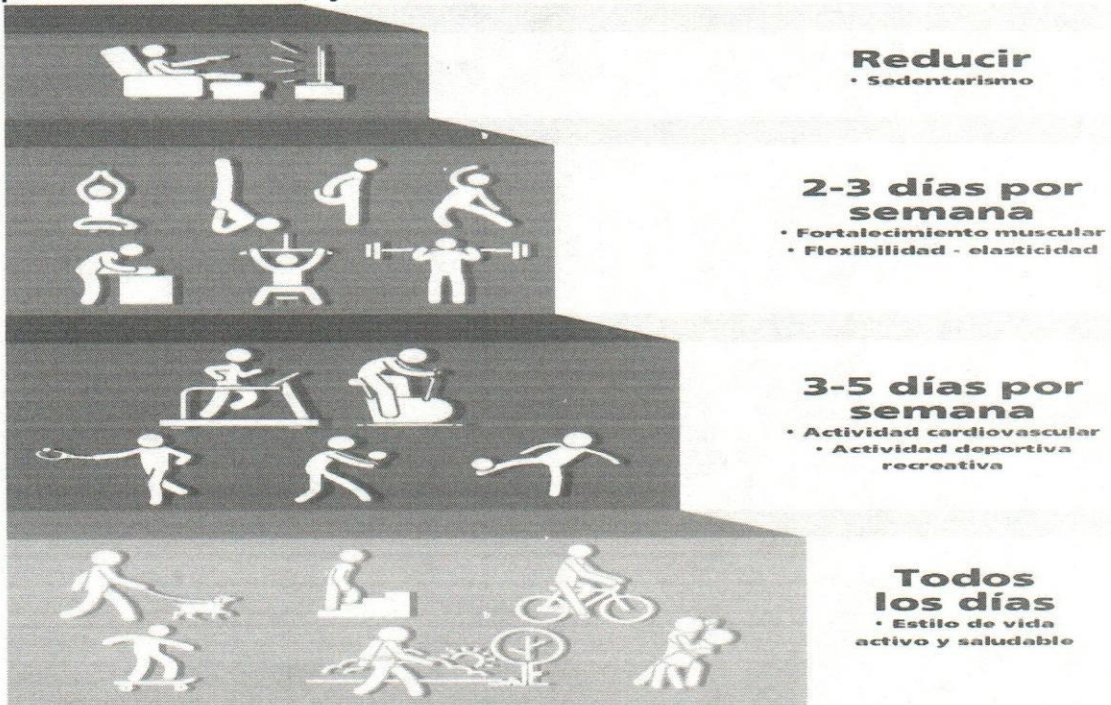 Reducir
• Sedentarismo
2-3 días por
semana
• Fortalecimiento muscular
• Flexibilidad - elasticidad
3-5 días por
semana
• Actividad cardiovascular
• Actividad deportiva
recreativa
Todos
los días
• Estilo de vida
activo y saludable